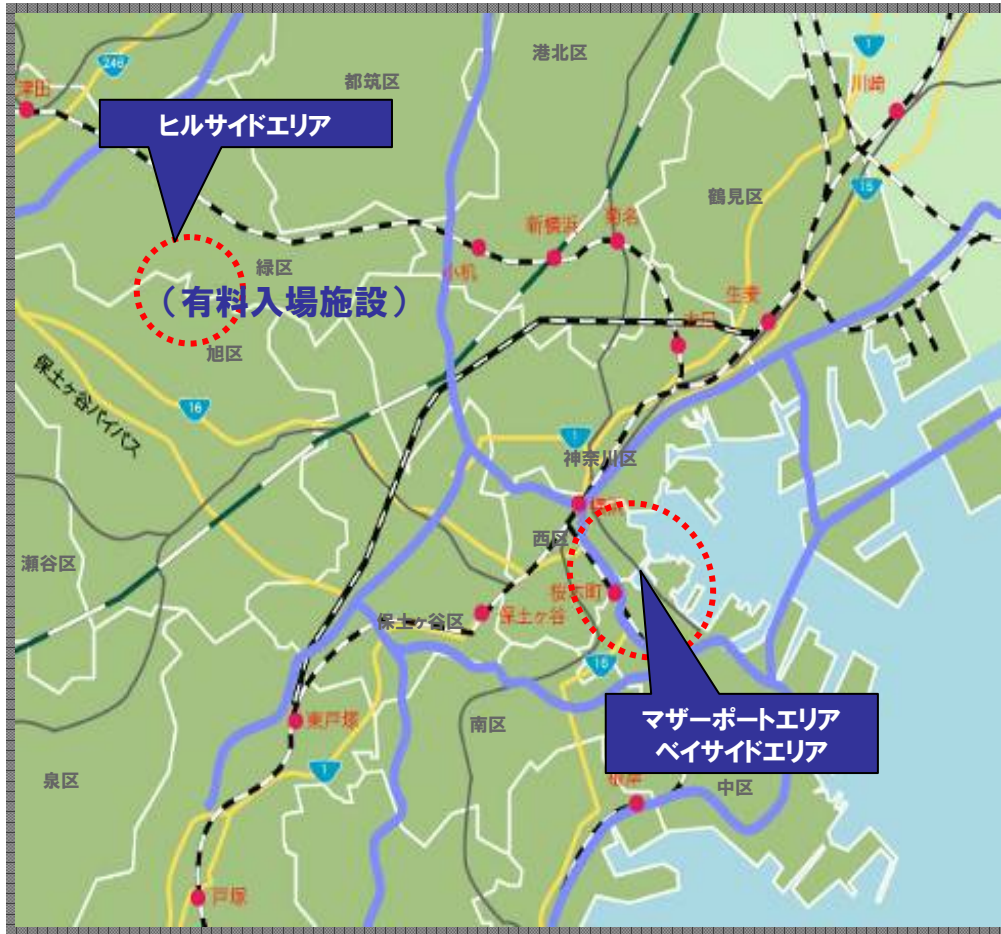 港北区
1
246
都筑区
津田
川崎
ヒルサイドエリア
15
鶴見区
新横浜
菊名
緑区
小机
(有料入場施設)
生麦
大口
旭区
保土ヶ谷バイパス
16
1
神奈川区
横浜
西区
瀬谷区
桜木町
保土ヶ谷区
保土ヶ谷
16
東戸塚
南区
マザーポートエリア
ベイサイドエリア
1
泉区
根岸
中区
戸塚